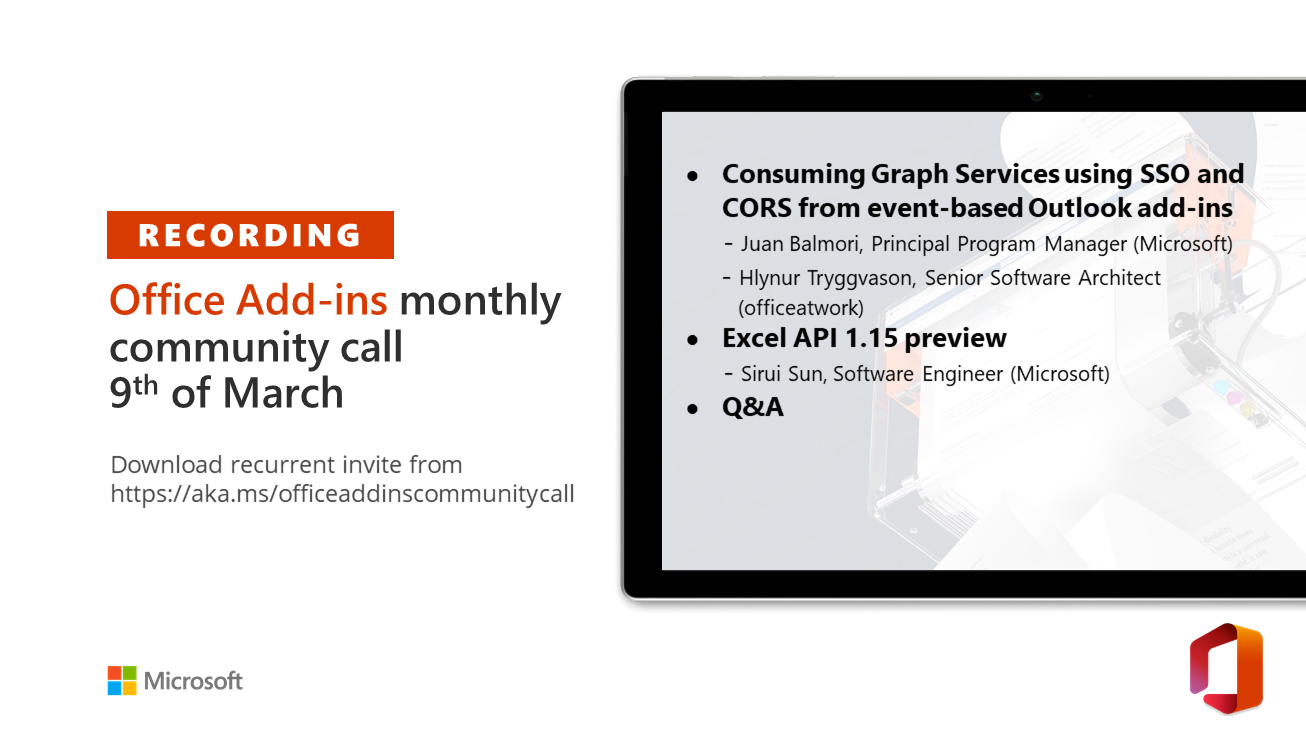 RECORDING
Office Add-ins monthly
community call
9th of March
Download recurrent invite from
https://aka.ms/officeaddinscommunitycall
Microsoft
• Consuming Graph Services using SSO and
CORS from event-based Outlook add-ins
- Juan Balmori, Principal Program Manager (Microsoft)
- Hlynur Tryggvason, Senior Software Architect
(officeatwork)
• Excel API 1.15 preview
- Sirui Sun, Software Engineer (Microsoft)
• Q&A